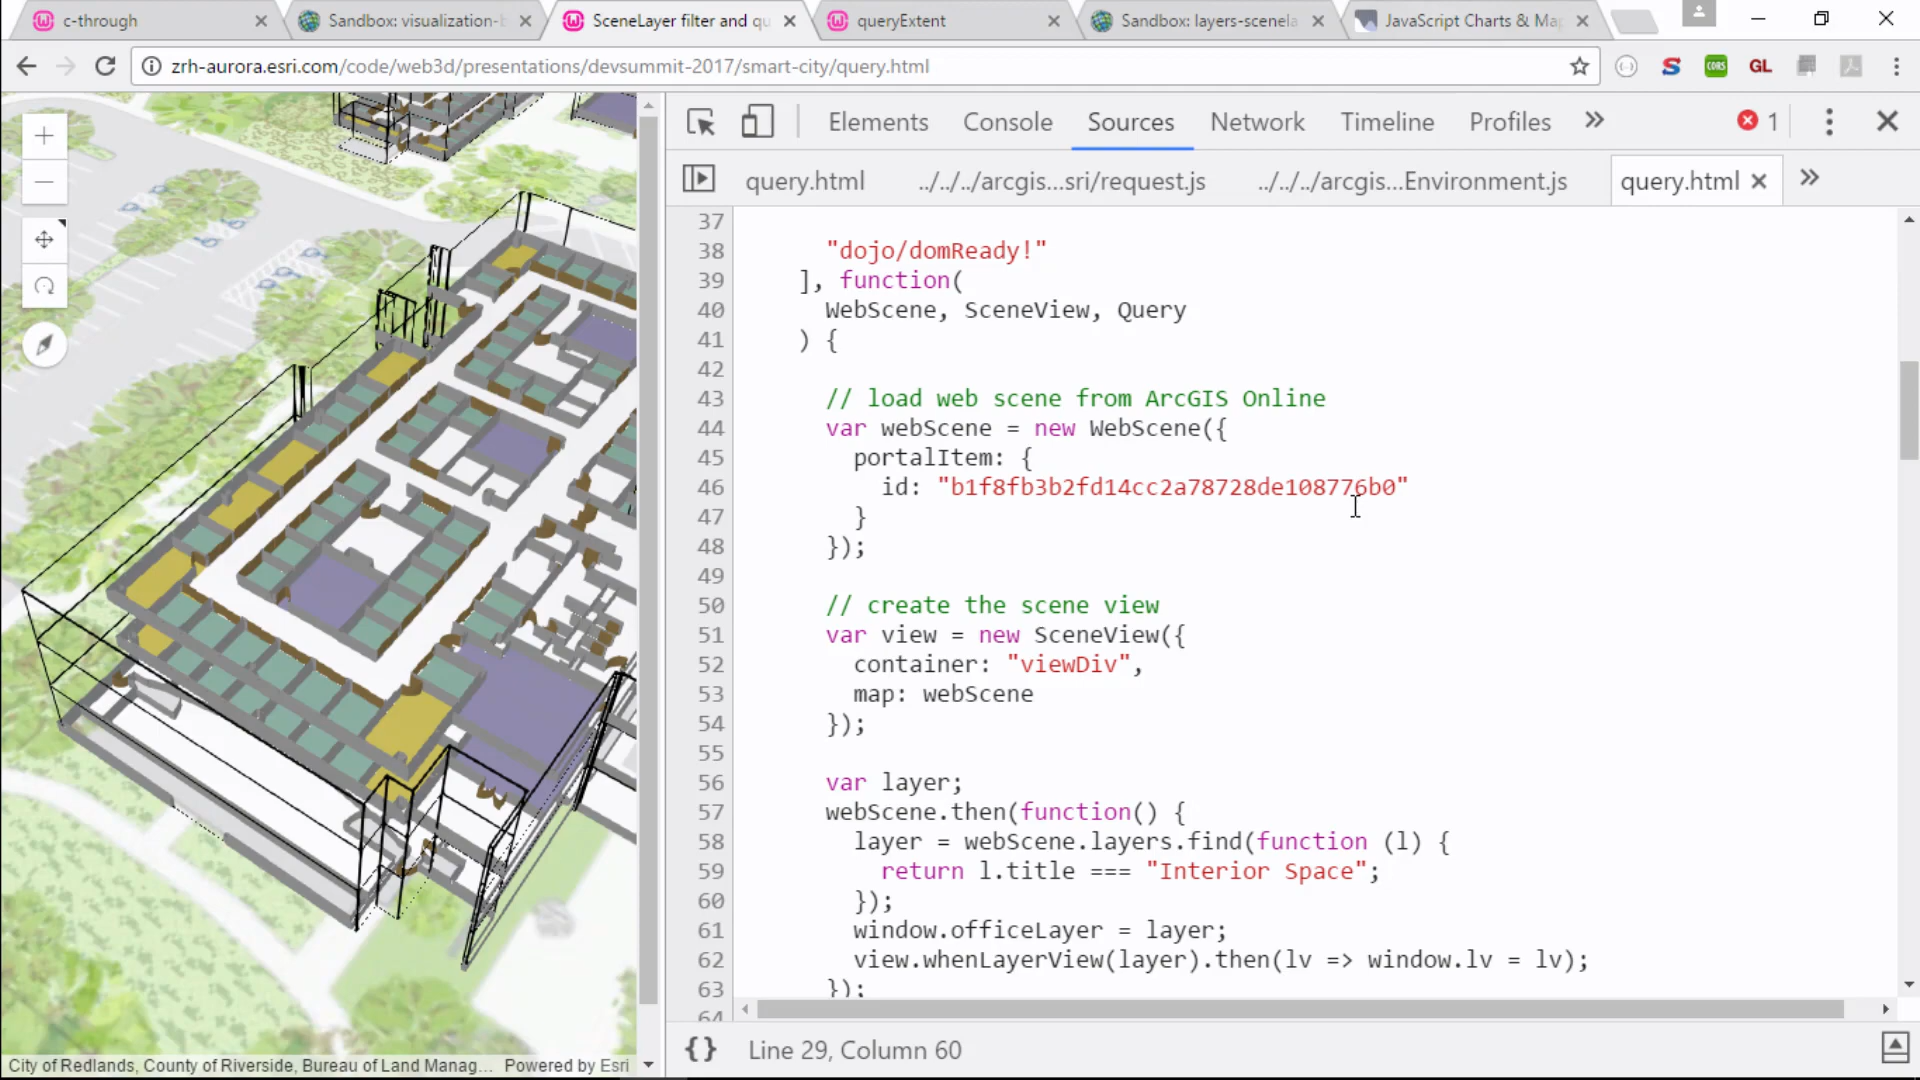 c-through
Sandbox: visualization-b
SceneLayer filter and qu
queryExtent
Sandbox: layers-scenela
JavaScript Charts & Ma
zrh-aurora.esri.com/code/web3d/presentations/devsummit-2017/smart-city/query.html
CORS
GL
Elements
Console
Sources
Network
Timeline
Profiles
1
query.html
../../../arcgis...sri/request.js
../../../arcgis...Environment.js
query.html
37
38 "dojo/domReady!"
39 ], function(
40 WebScene, SceneView, Query
41 ) {
42
43 // load web scene from ArcGIS Online
44 var webScene = new WebScene({
45 portalItem: {
46 id: "b1f8fb3b2fd14cc2a78728de108776b0"
47 }
48 });
49
50 // create the scene view
51 var view = new SceneView({
52 container: "viewDiv",
53 map: webScene
54 });
55
56 var layer;
57 webScene.then(function() {
58 layer = webScene.layers.find(function (l) {
59 return l.title === "Interior Space";
60 });
61 window.officeLayer = layer;
62 view.whenLayerView(layer).then(lv => window.lv = lv);
63 });
64
{} Line 29, Column 60
City of Redlands, County of Riverside, Bureau of Land Manag... Powered by Esri